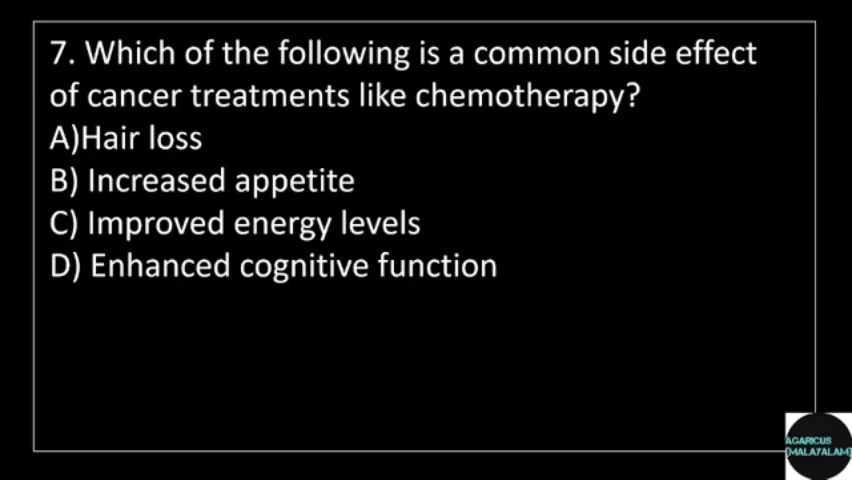 7. Which of the following is a common side effect
of cancer treatments like chemotherapy?
A)Hair loss
B) Increased appetite
C) Improved energy levels
D) Enhanced cognitive function
AGARICUS
[MALAYALAM]